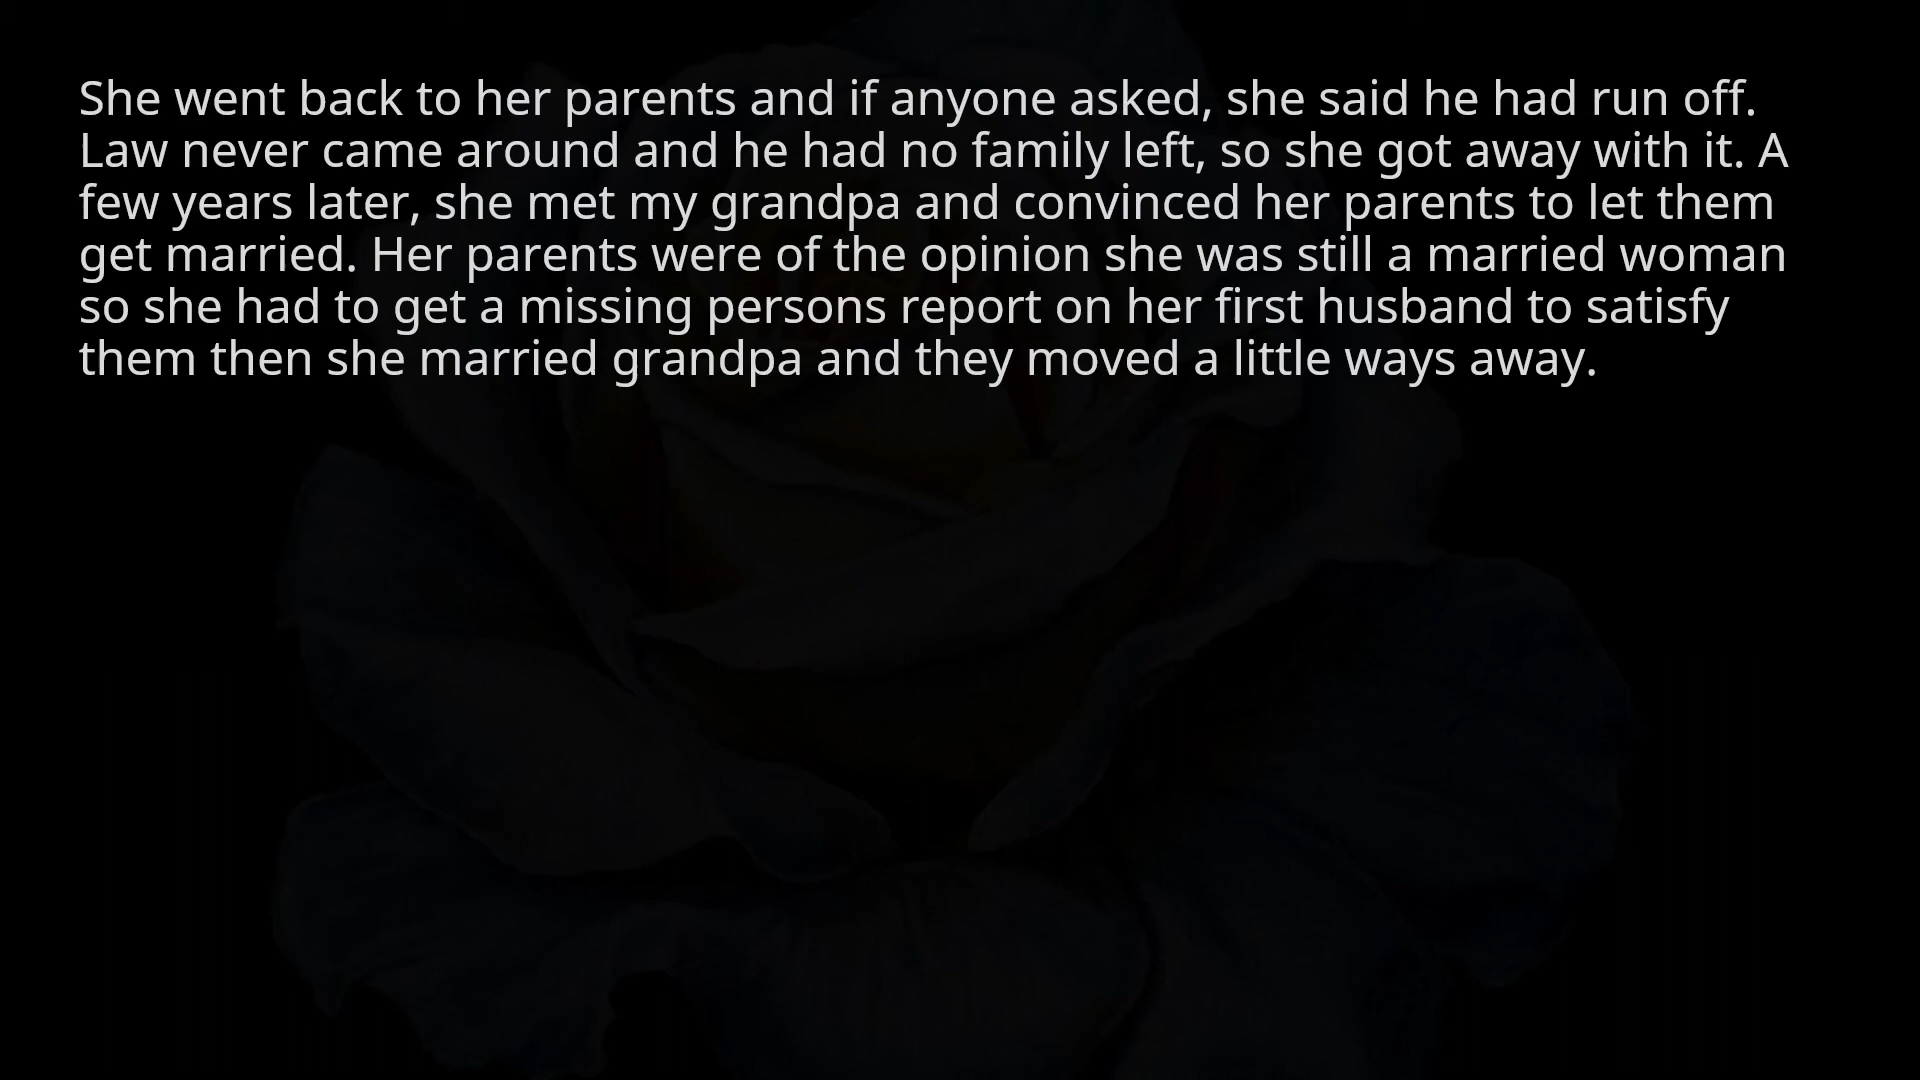 She went back to her parents and if anyone asked, she said he had run off.
Law never came around and he had no family left, so she got away with it. A
few years later, she met my grandpa and convinced her parents to let them
get married. Her parents were of the opinion she was still a married woman
so she had to get a missing persons report on her first husband to satisfy
them then she married grandpa and they moved a little ways away.